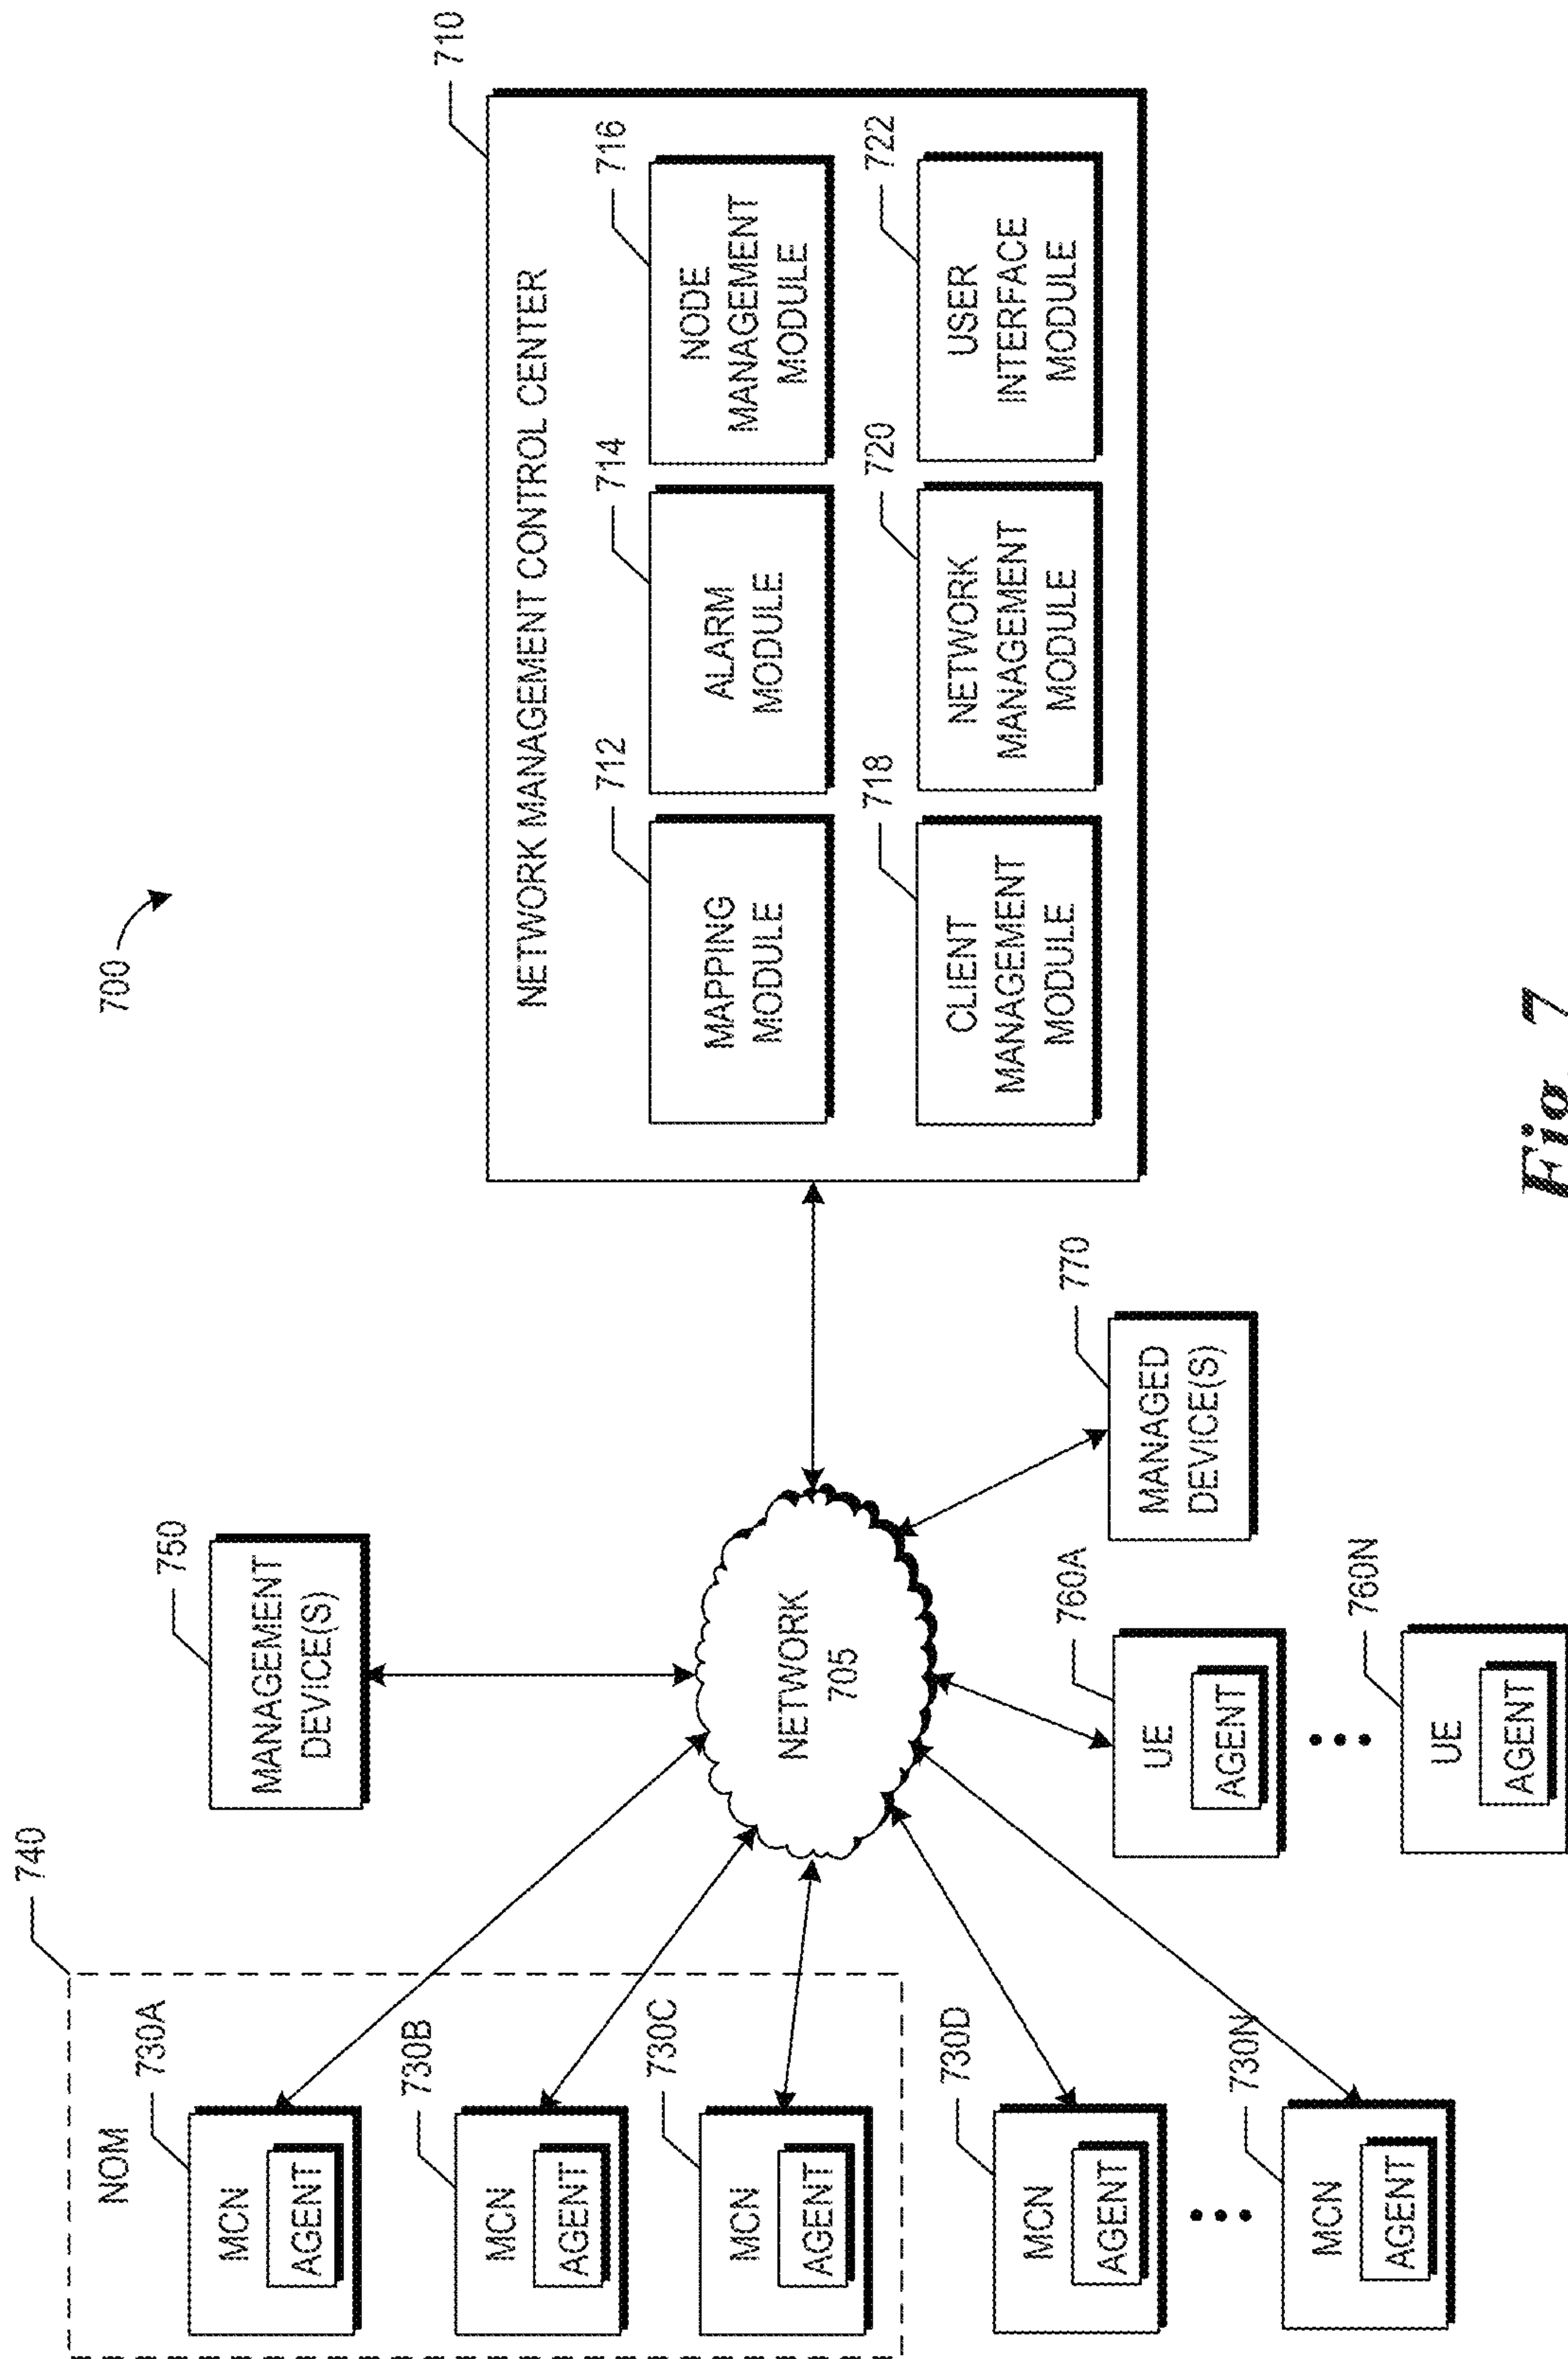 700
740
NOM
730A
MCN
AGENT
730B
MCN
AGENT
730C
MCN
AGENT
730D
MCN
AGENT
730N
MCN
AGENT
750
MANAGEMENT
DEVICE(S)
NETWORK
705
760A
UE
AGENT
760N
UE
AGENT
770
MANAGED
DEVICE(S)
710
NETWORK MANAGEMENT CONTROL CENTER
712
MAPPING
MODULE
714
ALARM
MODULE
716
NODE
MANAGEMENT
MODULE
718
CLIENT
MANAGEMENT
MODULE
720
NETWORK
MANAGEMENT
MODULE
722
USER
INTERFACE
MODULE
Fig. 7